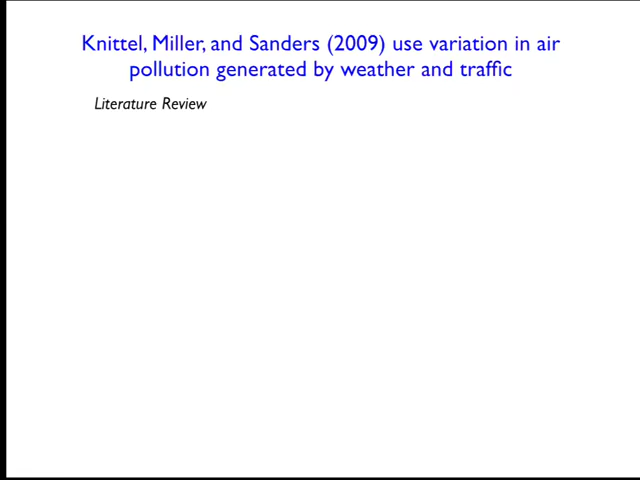 Knittel, Miller, and Sanders (2009) use variation in air
pollution generated by weather and traffic
Literature Review